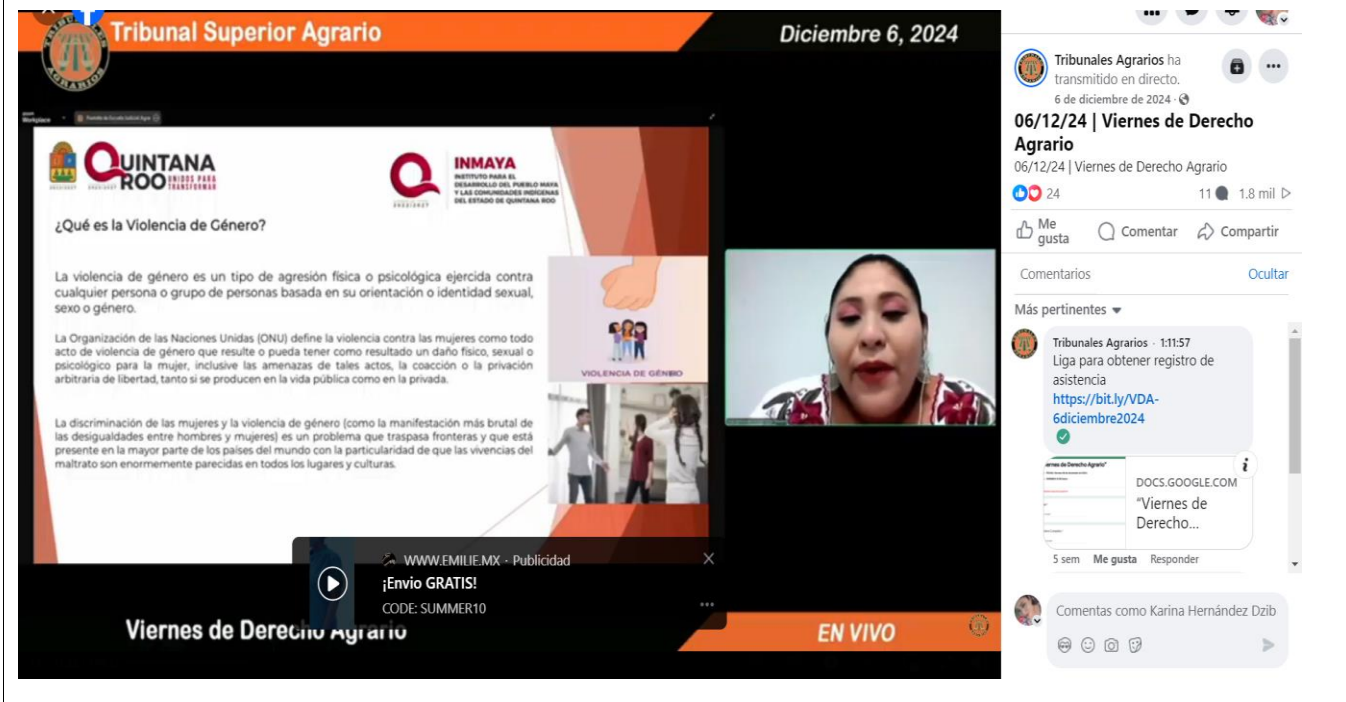 Tribunal Superior Agrario
Diciembre 6, 2024
TRIBUNALES
AGRARIOS
Workplace
QUINTANA
ROO
UNIDOS PARA
TRANSFORMAR
2022/2027
INMAYA
INSTITUTO PARA EL
DESARROLLO DEL PUEBLO MAYA
Y LAS COMUNIDADES INDÍGENAS
DEL ESTADO DE QUINTANA ROO
2022/2027
¿Qué es la Violencia de Género?
La violencia de género es un tipo de agresión física o psicológica ejercida contra
cualquier persona o grupo de personas basada en su orientación o identidad sexual,
sexo o género.
La Organización de las Naciones Unidas (ONU) define la violencia contra las mujeres como todo
acto de violencia de género que resulte o pueda tener como resultado un daño físico, sexual o
psicológico para la mujer, inclusive las amenazas de tales actos, la coacción o la privación
arbitraria de libertad, tanto si se producen en la vida pública como en la privada.
La discriminación de las mujeres y la violencia de género (como la manifestación más brutal de
las desigualdades entre hombres y mujeres) es un problema que traspasa fronteras y que está
presente en la mayor parte de los países del mundo con la particularidad de que las vivencias del
maltrato son enormemente parecidas en todos los lugares y culturas.
VIOLENCIA DE GÉNERO
WWW.EMILIE.MX · Publicidad
¡Envio GRATIS!
CODE: SUMMER10
Viernes de Derecho Agrario
EN VIVO
Tribunales Agrarios ha
transmitido en directo.
6 de diciembre de 2024 ·
06/12/24 | Viernes de Derecho
Agrario
06/12/24 | Viernes de Derecho Agrario
24
11
1.8 mil
Me
gusta
Comentar
Compartir
Comentarios
Ocultar
Más pertinentes
Tribunales Agrarios · 1:11:57
Liga para obtener registro de
asistencia
https://bit.ly/VDA-
6diciembre2024
DOCS.GOOGLE.COM
“Viernes de
Derecho...
5 sem Me gusta Responder
Comentas como Karina Hernández Dzib